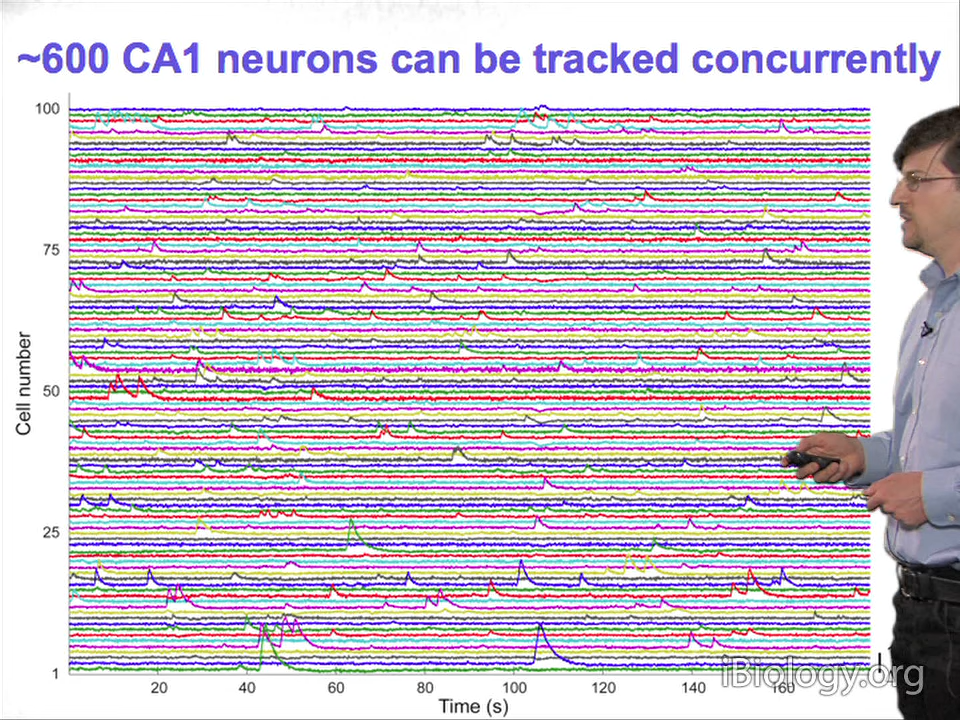 ~600 CA1 neurons can be tracked concurrently
100
75
50
25
1
Cell number
20 40 60 80 100 120 140 160
Time (s)
iBiology.org